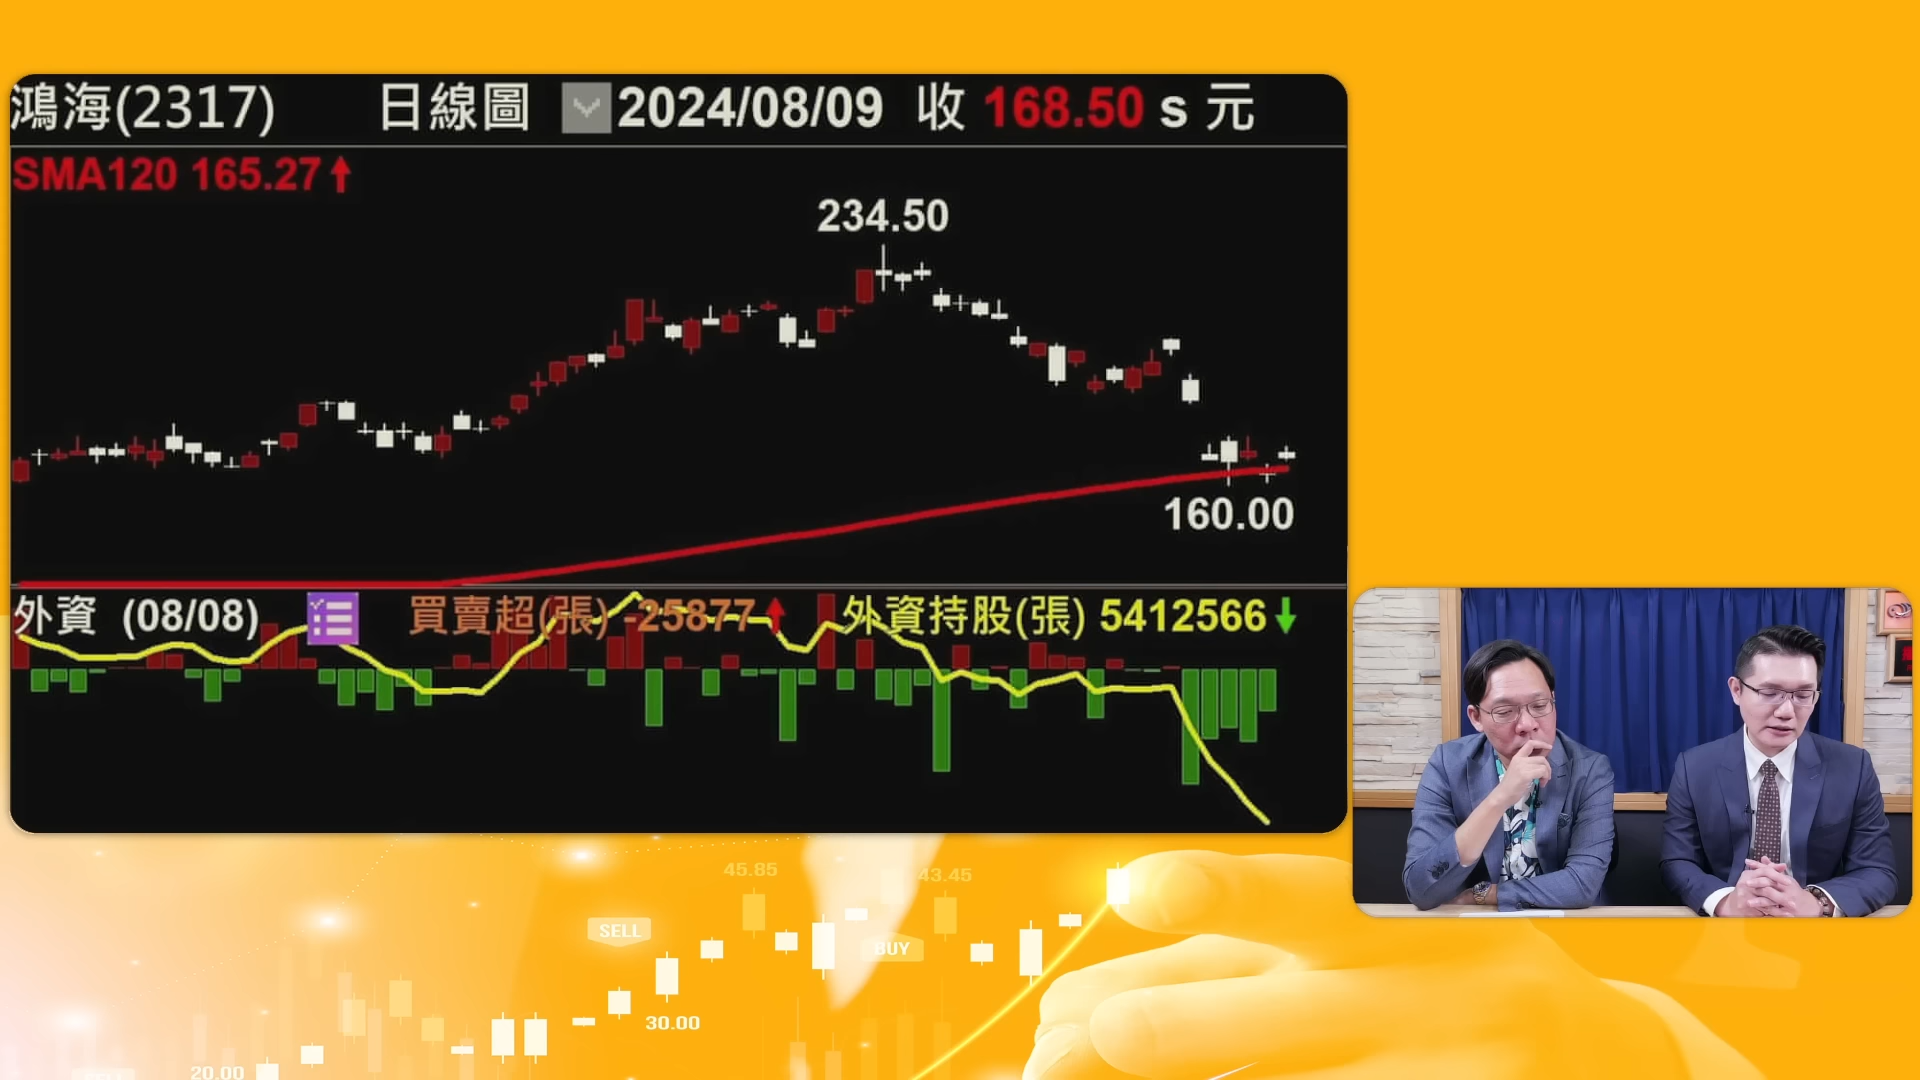 鴻海(2317) 日線圖 2024/08/09 收 168.50 s 元
SMA120 165.27↑
234.50
160.00
外資 (08/08) 買賣超(張) -25877↑ 外資持股(張) 5412566↓
45.85
43.45
SELL
BUY
30.00
20.00
SELL